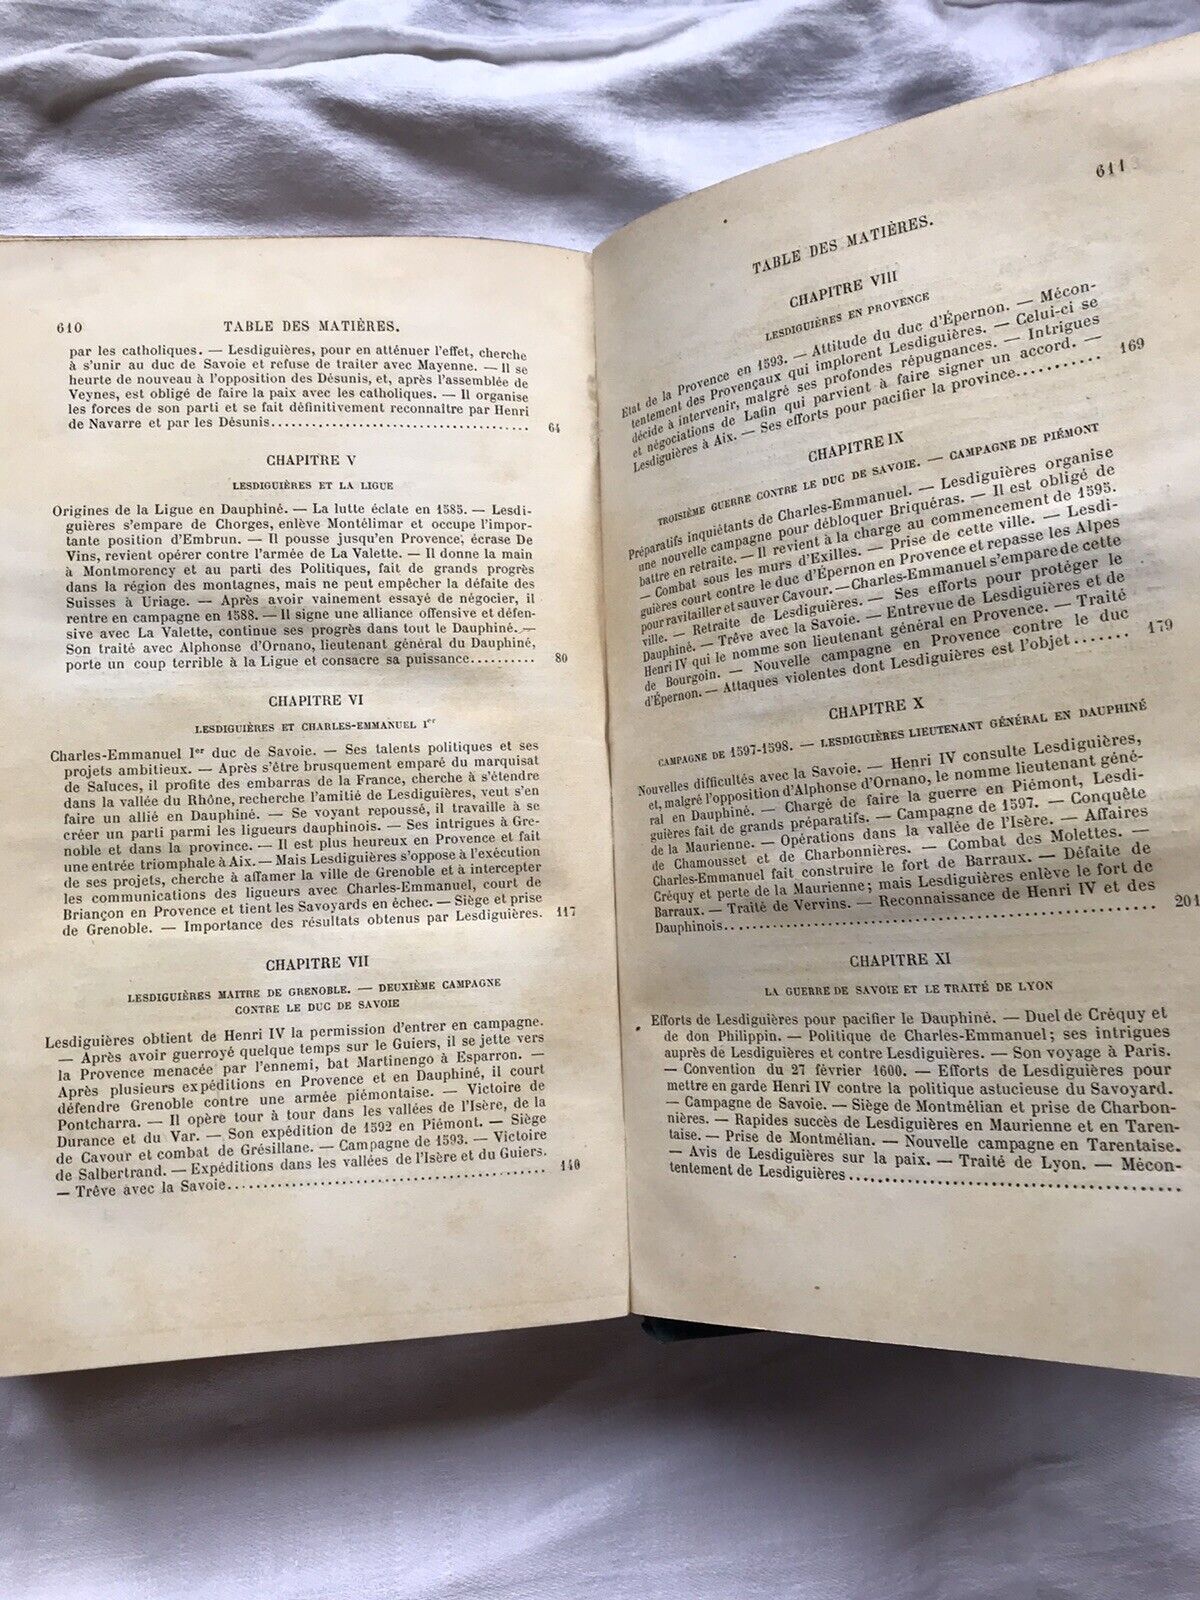 610
TABLE DES MATIÈRES.
par les catholiques. — Lesdiguières, pour en atténuer l'effet, cherche
à s'unir au duc de Savoie et refuse de traiter avec Mayenne. — Il se
heurte de nouveau à l'opposition des Désunis, et, après l'assemblée de
Veynes, est obligé de faire la paix avec les catholiques. — Il organise
les forces de son parti et se fait définitivement reconnaître par Henri
de Navarre et par les Désunis.................................... 64
CHAPITRE V
LESDIGUIÈRES ET LA LIGUE
Origines de la Ligue en Dauphiné. — La lutte éclate en 1585. — Lesdi-
guières s'empare de Chorges, enlève Montélimar et occupe l'impor-
tante position d'Embrun. — Il pousse jusqu'en Provence, écrase De
Vins, revient opérer contre l'armée de La Valette. — Il donne la main
à Montmorency et au parti des Politiques, fait de grands progrès
dans la région des montagnes, mais ne peut empêcher la défaite des
Suisses à Uriage. — Après avoir vainement essayé de négocier, il
rentre en campagne en 1588. — Il signe une alliance offensive et défen-
sive avec La Valette, continue ses progrès dans tout le Dauphiné. —
Son traité avec Alphonse d'Ornano, lieutenant général du Dauphiné,
porte un coup terrible à la Ligue et consacre sa puissance.......... 80
CHAPITRE VI
LESDIGUIÈRES ET CHARLES-EMMANUEL Ier
Charles-Emmanuel Ier duc de Savoie. — Ses talents politiques et ses
projets ambitieux. — Après s'être brusquement emparé du marquisat
de Saluces, il profite des embarras de la France, cherche à s'étendre
dans la vallée du Rhône, recherche l'amitié de Lesdiguières, veut s'en
faire un allié en Dauphiné. — Se voyant repoussé, il travaille à se
créer un parti parmi les ligueurs dauphinois. — Ses intrigues à Gre-
noble et dans la province. — Il est plus heureux en Provence et fait
une entrée triomphale à Aix. — Mais Lesdiguières s'oppose à l'exécution
de ses projets, cherche à affamer la ville de Grenoble et à intercepter
les communications des ligueurs avec Charles-Emmanuel, court de
Briançon en Provence et tient les Savoyards en échec. — Siége et prise
de Grenoble. — Importance des résultats obtenus par Lesdiguières. 117
CHAPITRE VII
LESDIGUIÈRES MAITRE DE GRENOBLE. — DEUXIÈME CAMPAGNE
CONTRE LE DUC DE SAVOIE
Lesdiguières obtient de Henri IV la permission d'entrer en campagne.
— Après avoir guerroyé quelque temps sur le Guiers, il se jette vers
la Provence menacée par l'ennemi, bat Martinengo à Esparron. —
Après plusieurs expéditions en Provence et en Dauphiné, il court
défendre Grenoble contre une armée piémontaise. — Victoire de
Pontcharra. — Il opère tour à tour dans les vallées de l'Isère, de la
Durance et du Var. — Son expédition de 1592 en Piémont. — Siége
de Cavour et combat de Grésillane. — Campagne de 1593. — Victoire
de Salbertrand. — Expéditions dans les vallées de l'Isère et du Guiers.
— Trêve avec la Savoie............................................ 140
611
TABLE DES MATIÈRES.
CHAPITRE VIII
LESDIGUIÈRES EN PROVENCE
Etat de la Provence en 1593. — Attitude du duc d'Épernon. — Mécon-
tentement des Provençaux qui implorent Lesdiguières. — Celui-ci se
décide à intervenir, malgré ses profondes répugnances. — Intrigues
et négociations de Lafin qui parvient à faire signer un accord. —
Lesdiguières à Aix. — Ses efforts pour pacifier la province.......... 169
CHAPITRE IX
TROISIÈME GUERRE CONTRE LE DUC DE SAVOIE. — CAMPAGNE DE PIÉMONT
Préparatifs inquiétants de Charles-Emmanuel. — Lesdiguières organise
une nouvelle campagne pour débloquer Briquéras. — Il est obligé de
battre en retraite. — Il revient à la charge au commencement de 1595.
— Combat sous les murs d'Exilles. — Prise de cette ville. — Lesdi-
guières court contre le duc d'Épernon en Provence et repasse les Alpes
pour ravitailler et sauver Cavour. — Charles-Emmanuel s'empare de cette
ville. — Retraite de Lesdiguières. — Ses efforts pour protéger le
Dauphiné. — Trêve avec la Savoie. — Entrevue de Lesdiguières et de
Henri IV qui le nomme son lieutenant général en Provence. — Traité
de Bourgoin. — Nouvelle campagne en Provence contre le duc
d'Épernon. — Attaques violentes dont Lesdiguières est l'objet....... 179
CHAPITRE X
CAMPAGNE DE 1597-1598. — LESDIGUIÈRES LIEUTENANT GÉNÉRAL EN DAUPHINÉ
Nouvelles difficultés avec la Savoie. — Henri IV consulte Lesdiguières,
et, malgré l'opposition d'Alphonse d'Ornano, le nomme lieutenant géné-
ral en Dauphiné. — Chargé de faire la guerre en Piémont, Lesdi-
guières fait de grands préparatifs. — Campagne de 1597. — Conquête
de la Maurienne. — Opérations dans la vallée de l'Isère. — Affaires
de Chamousset et de Charbonnières. — Combat des Molettes. —
Charles-Emmanuel fait construire le fort de Barraux. — Défaite de
Créquy et perte de la Maurienne; mais Lesdiguières enlève le fort de
Barraux. — Traité de Vervins. — Reconnaissance de Henri IV et des
Dauphinois...................................................... 201
CHAPITRE XI
LA GUERRE DE SAVOIE ET LE TRAITÉ DE LYON
Efforts de Lesdiguières pour pacifier le Dauphiné. — Duel de Créquy et
de don Philippin. — Politique de Charles-Emmanuel; ses intrigues
auprès de Lesdiguières et contre Lesdiguières. — Son voyage à Paris.
— Convention du 27 février 1600. — Efforts de Lesdiguières pour
mettre en garde Henri IV contre la politique astucieuse du Savoyard.
— Campagne de Savoie. — Siége de Montmélian et prise de Charbon-
nières. — Rapides succès de Lesdiguières en Maurienne et en Taren-
taise. — Prise de Montmélian. — Nouvelle campagne en Tarentaise.
— Avis de Lesdiguières sur la paix. — Traité de Lyon. — Mécon-
tentement de Lesdiguières..........................................